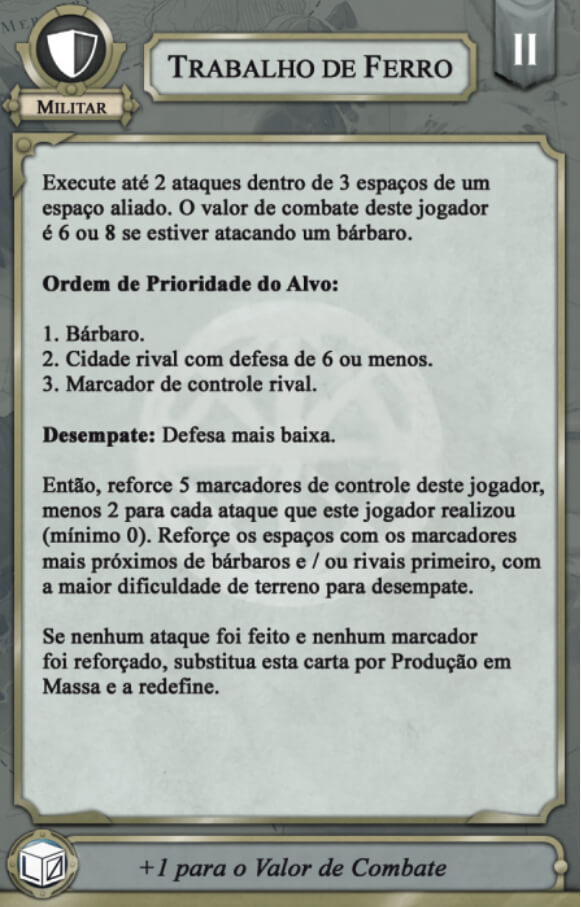 II
TRABALHO DE FERRO
MILITAR
Execute até 2 ataques dentro de 3 espaços de um
espaço aliado. O valor de combate deste jogador
é 6 ou 8 se estiver atacando um bárbaro.
Ordem de Prioridade do Alvo:
1. Bárbaro.
2. Cidade rival com defesa de 6 ou menos.
3. Marcador de controle rival.
Desempate: Defesa mais baixa.
Então, reforce 5 marcadores de controle deste jogador,
menos 2 para cada ataque que este jogador realizou
(mínimo 0). Reforçe os espaços com os marcadores
mais próximos de bárbaros e / ou rivais primeiro, com
a maior dificuldade de terreno para desempate.
Se nenhum ataque foi feito e nenhum marcador
foi reforçado, substitua esta carta por Produção em
Massa e a redefine.
+1 para o Valor de Combate